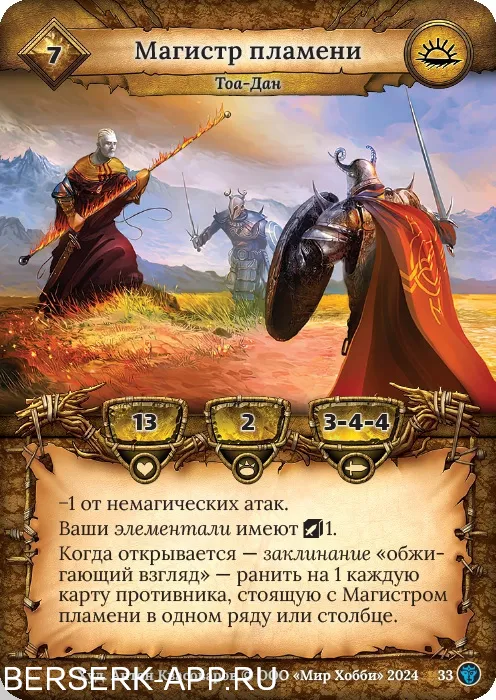 7
Магистр пламени
Тоа-Дан
13
2
3-4-4
−1 от немагических атак.
Ваши элементали имеют 1.
Когда открывается — заклинание «обжи-
гающий взгляд» — ранить на 1 каждую
карту противника, стоящую с Магистром
пламени в одном ряду или столбце.
© ООО «Мир Хобби» 2024 33
BERSERK-APP.RU